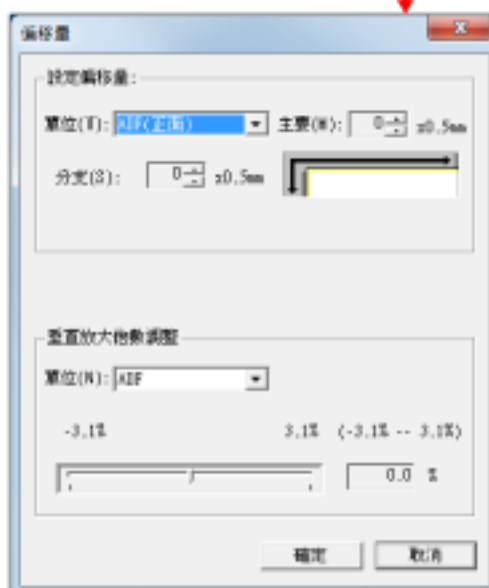 偏移量
設定偏移量:
單位(T): ADF(正面) 主要(M): 0 x0.5mm
分支(S): 0 x0.5mm
垂直放大倍數調整
單位(N): ADF
-3.1% 3.1% (-3.1% -- 3.1%)
0.0 %
確定 取消